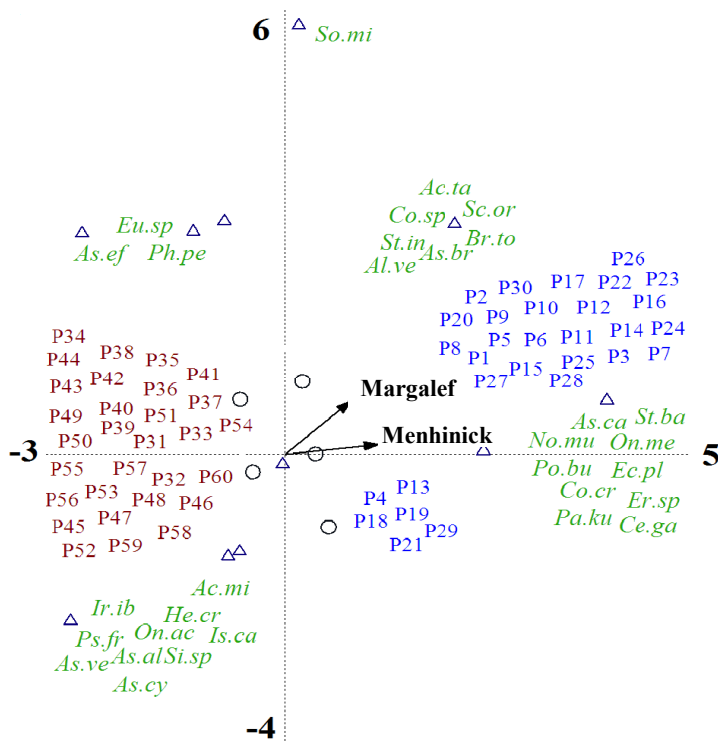 6
So.mi
Ac.ta
Co.sp Sc.or
Eu.sp
St.in As.br Br.to
As.ef Ph.pe
Al.ve
P26
P30 P17 P22 P23
P2
P9 P10 P12 P16
P20
P34
P5 P6 P11 P14 P24
P44 P38 P35
P8 P1
P15 P25 P3 P7
P43 P42 P36 P41
P27 P28
Margalef
P49 P40 P51 P37
As.ca St.ba
P50 P39 P31 P33 P54
Menhinick
No.mu On.me
-3
5
P55 P57
P32 P60
Po.bu Ec.pl
P56 P53 P48 P46
P4 P13
Co.cr Er.sp
P45 P47 P58
P18 P19 P29
Pa.ku Ce.ga
P52 P59
P21
Ac.mi
Ir.ib He.cr
Ps.fr On.ac Is.ca
As.ve As.al Si.sp
As.cy
-4